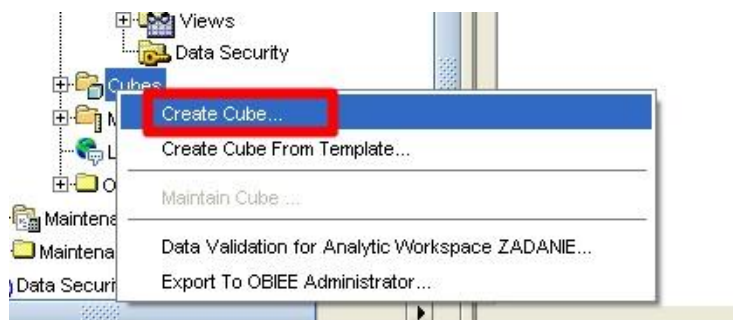 Views
Data Security
Cubes
Create Cube...
Create Cube From Template...
Maintain Cube ...
Maintena
Data Validation for Analytic Workspace ZADANIE...
Maintena
Export To OBIEE Administrator...
Data Securi